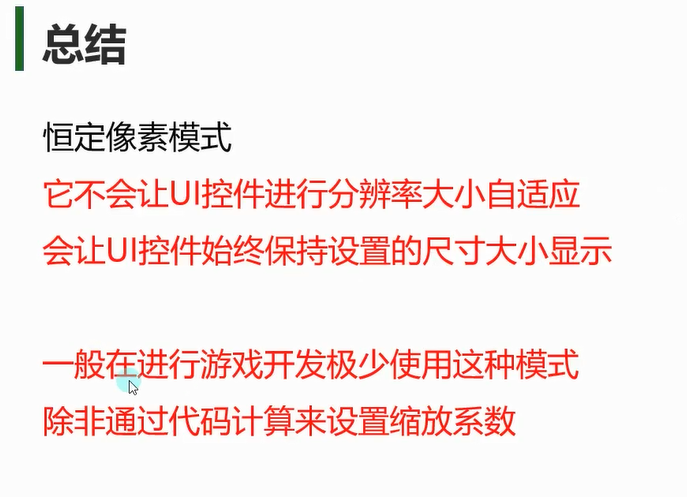 总结
恒定像素模式
它不会让UI控件进行分辨率大小自适应
会让UI控件始终保持设置的尺寸大小显示
一般在进行游戏开发极少使用这种模式
除非通过代码计算来设置缩放系数